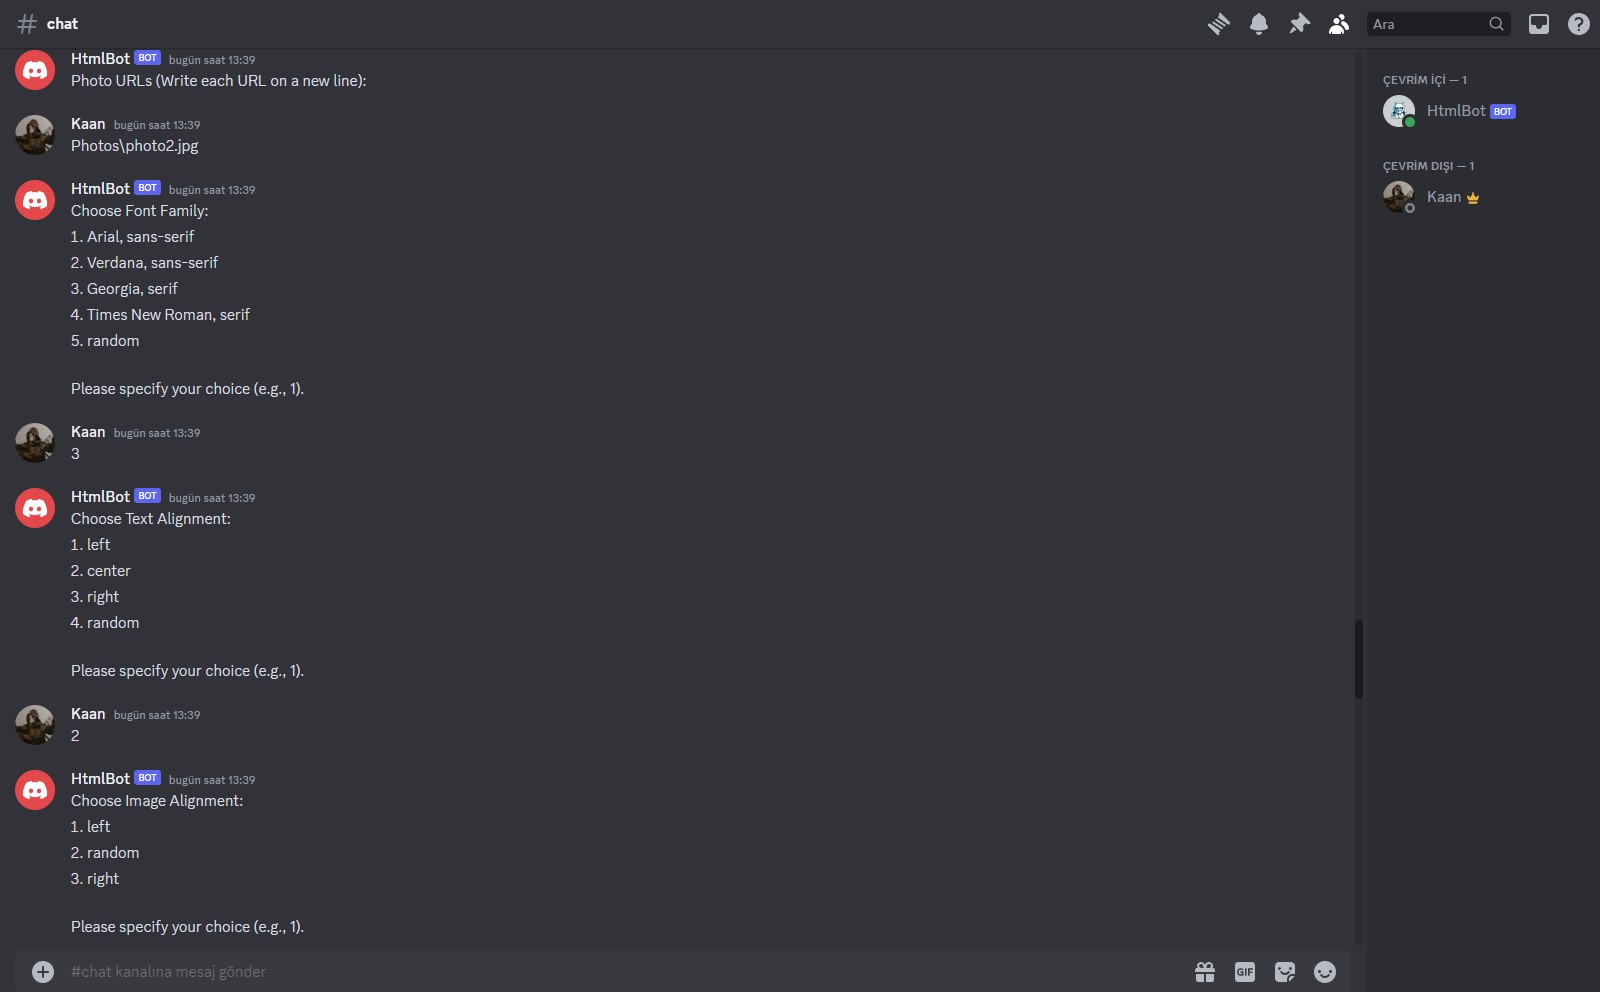 chat
Ara
HtmlBot BOT bugün saat 13:39
Photo URLs (Write each URL on a new line):
Kaan bugün saat 13:39
Photos\photo2.jpg
HtmlBot BOT bugün saat 13:39
Choose Font Family:
1. Arial, sans-serif
2. Verdana, sans-serif
3. Georgia, serif
4. Times New Roman, serif
5. random
Please specify your choice (e.g., 1).
Kaan bugün saat 13:39
3
HtmlBot BOT bugün saat 13:39
Choose Text Alignment:
1. left
2. center
3. right
4. random
Please specify your choice (e.g., 1).
Kaan bugün saat 13:39
2
HtmlBot BOT bugün saat 13:39
Choose Image Alignment:
1. left
2. random
3. right
Please specify your choice (e.g., 1).
#chat kanalına mesaj gönder
GIF
ÇEVRİM İÇİ — 1
HtmlBot BOT
ÇEVRİM DIŞI — 1
Kaan